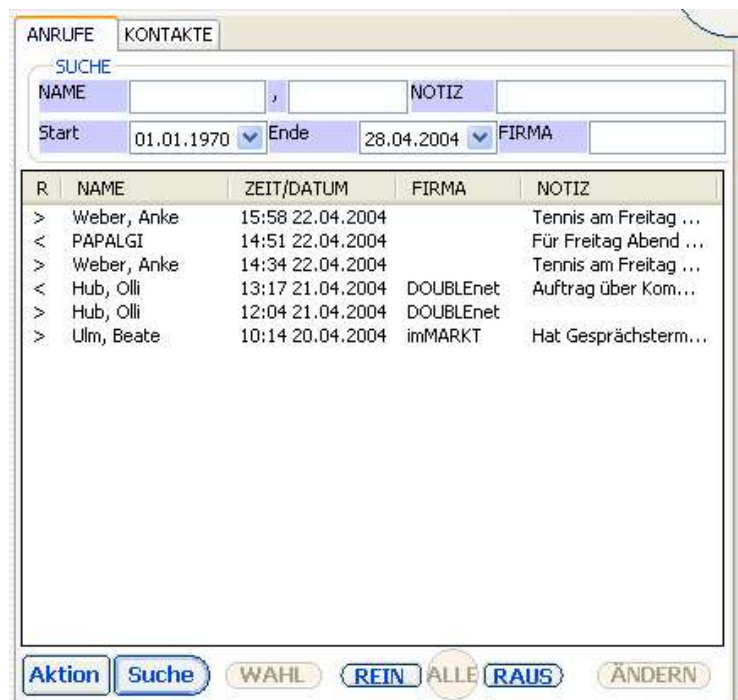 ANRUFE KONTAKTE
SUCHE
NAME , NOTIZ
Start 01.01.1970 Ende 28.04.2004 FIRMA
R NAME ZEIT/DATUM FIRMA NOTIZ
> Weber, Anke 15:58 22.04.2004 Tennis am Freitag ...
< PAPALGI 14:51 22.04.2004 Für Freitag Abend ...
> Weber, Anke 14:34 22.04.2004 Tennis am Freitag ...
< Hub, Olli 13:17 21.04.2004 DOUBLEnet Auftrag über Kom...
> Hub, Olli 12:04 21.04.2004 DOUBLEnet
> Ulm, Beate 10:14 20.04.2004 imMARKT Hat Gesprächsterm...
Aktion Suche WAHL REIN ALLE RAUS ÄNDERN